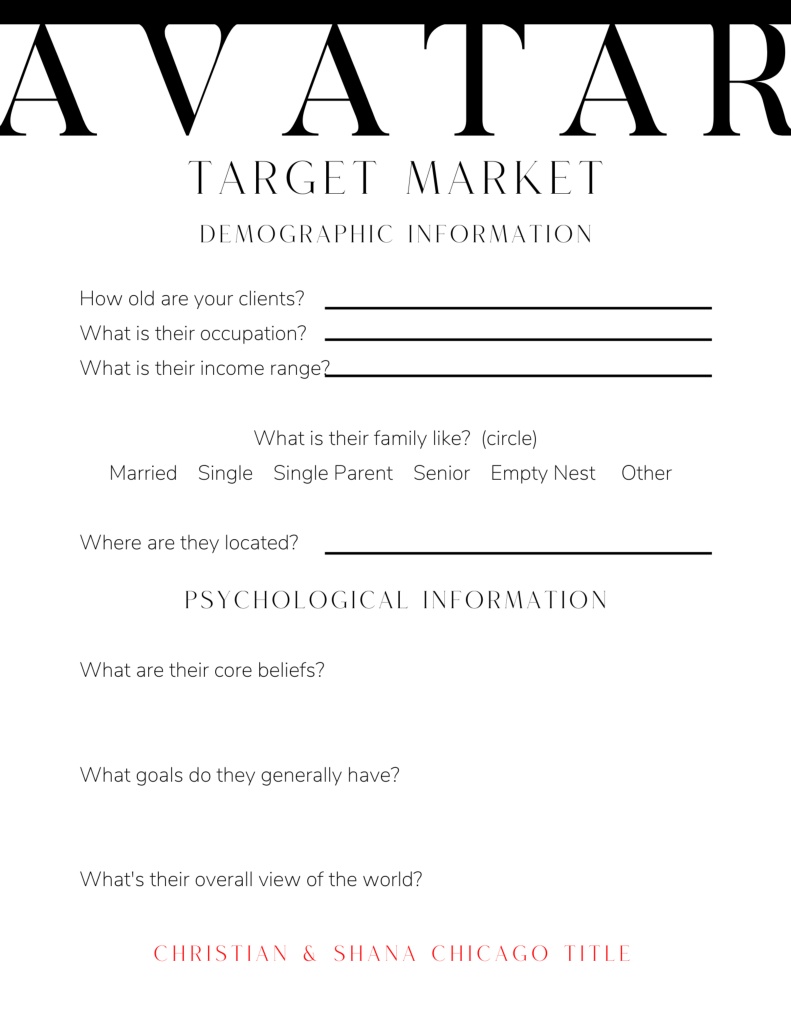 AVATAR
TARGET MARKET
DEMOGRAPHIC INFORMATION
How old are your clients?
What is their occupation?
What is their income range?
What is their family like? (circle)
Married Single Single Parent Senior Empty Nest Other
Where are they located?
PSYCHOLOGICAL INFORMATION
What are their core beliefs?
What goals do they generally have?
What's their overall view of the world?
CHRISTIAN & SHANA CHICAGO TITLE